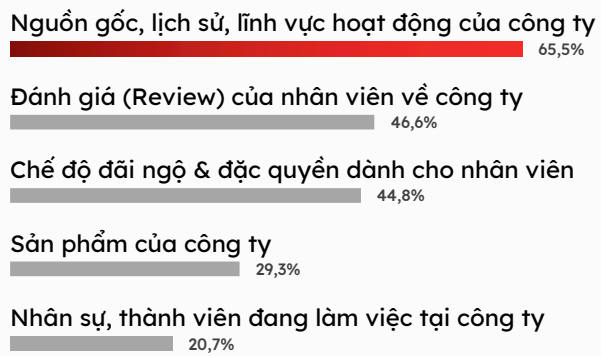 Nguồn gốc, lịch sử, lĩnh vực hoạt động của công ty
65,5%
Đánh giá (Review) của nhân viên về công ty
46,6%
Chế độ đãi ngộ & đặc quyền dành cho nhân viên
44,8%
Sản phẩm của công ty
29,3%
Nhân sự, thành viên đang làm việc tại công ty
20,7%